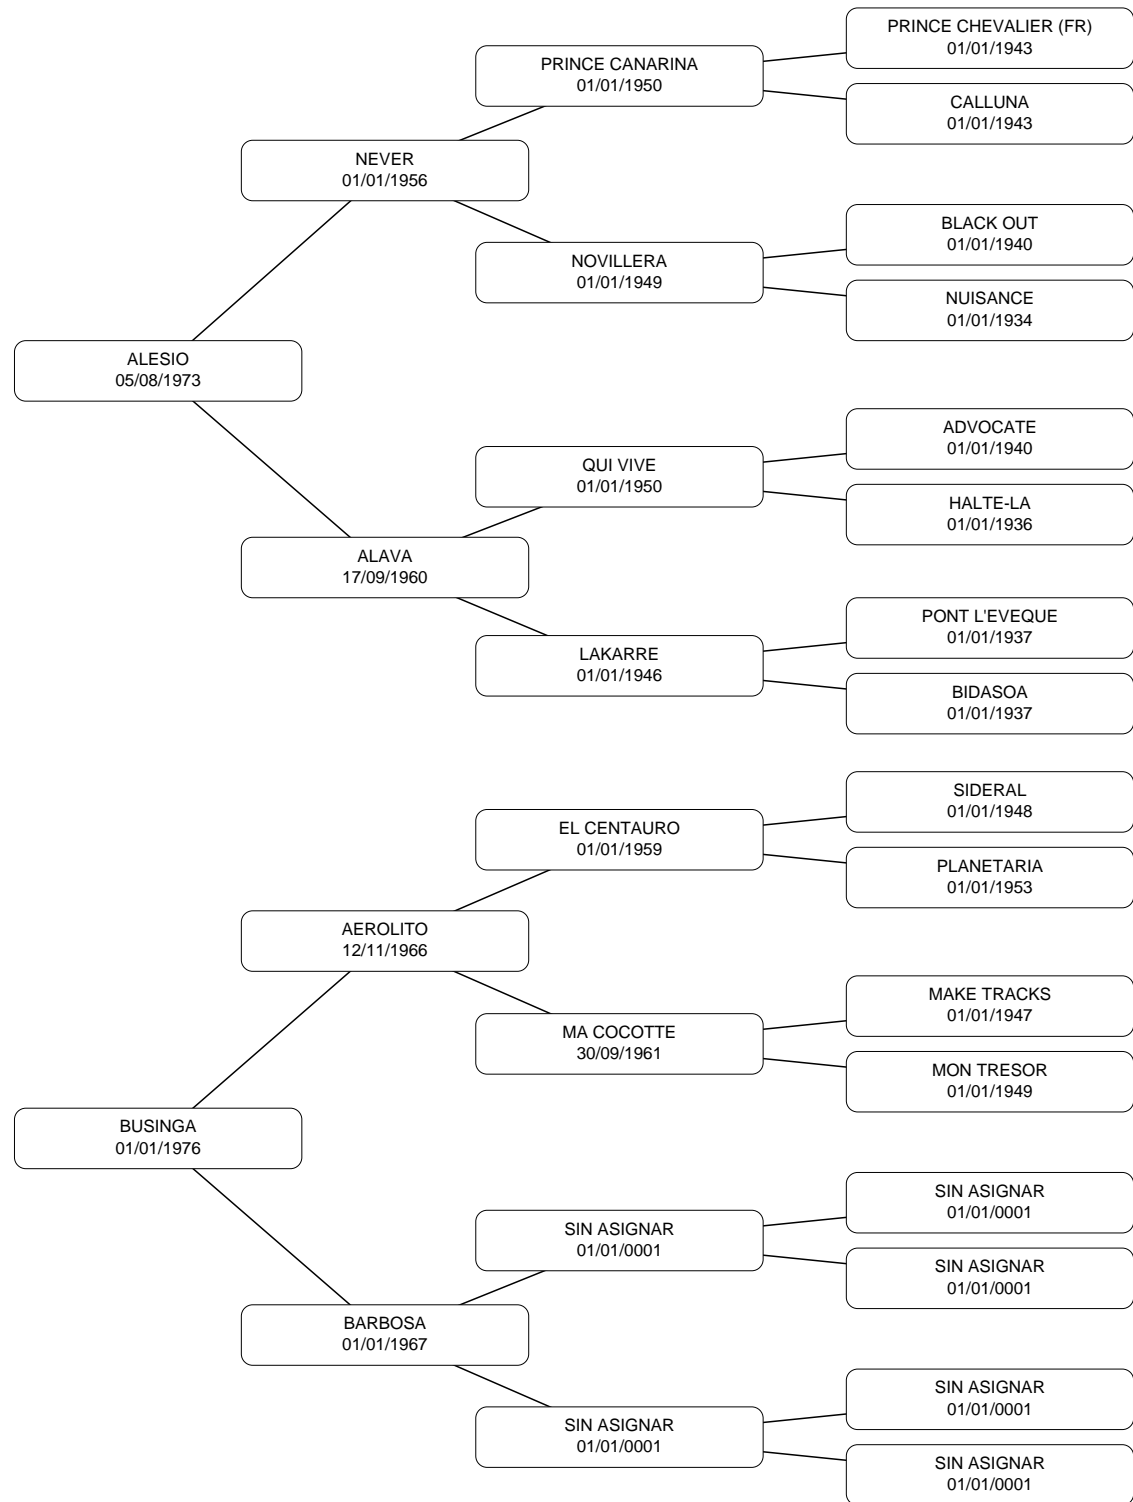 PRINCE CHEVALIER (FR)
01/01/1943
PRINCE CANARINA
01/01/1950
CALLUNA
01/01/1943
NEVER
01/01/1956
BLACK OUT
01/01/1940
NOVILLERA
01/01/1949
NUISANCE
01/01/1934
ALESIO
05/08/1973
ADVOCATE
01/01/1940
QUI VIVE
01/01/1950
HALTE-LA
01/01/1936
ALAVA
17/09/1960
PONT L'EVEQUE
01/01/1937
LAKARRE
01/01/1946
BIDASOA
01/01/1937
SIDERAL
01/01/1948
EL CENTAURO
01/01/1959
PLANETARIA
01/01/1953
AEROLITO
12/11/1966
MAKE TRACKS
01/01/1947
MA COCOTTE
30/09/1961
MON TRESOR
01/01/1949
BUSINGA
01/01/1976
SIN ASIGNAR
01/01/0001
SIN ASIGNAR
01/01/0001
SIN ASIGNAR
01/01/0001
BARBOSA
01/01/1967
SIN ASIGNAR
01/01/0001
SIN ASIGNAR
01/01/0001
SIN ASIGNAR
01/01/0001